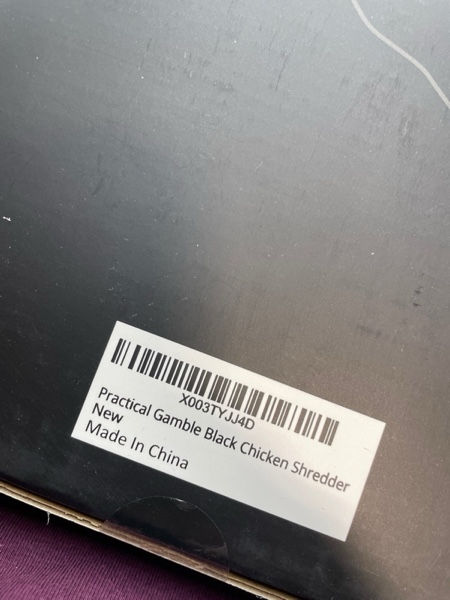 X003TYJJ4D
Practical Gamble Black Chicken Shredder
New
Made In China